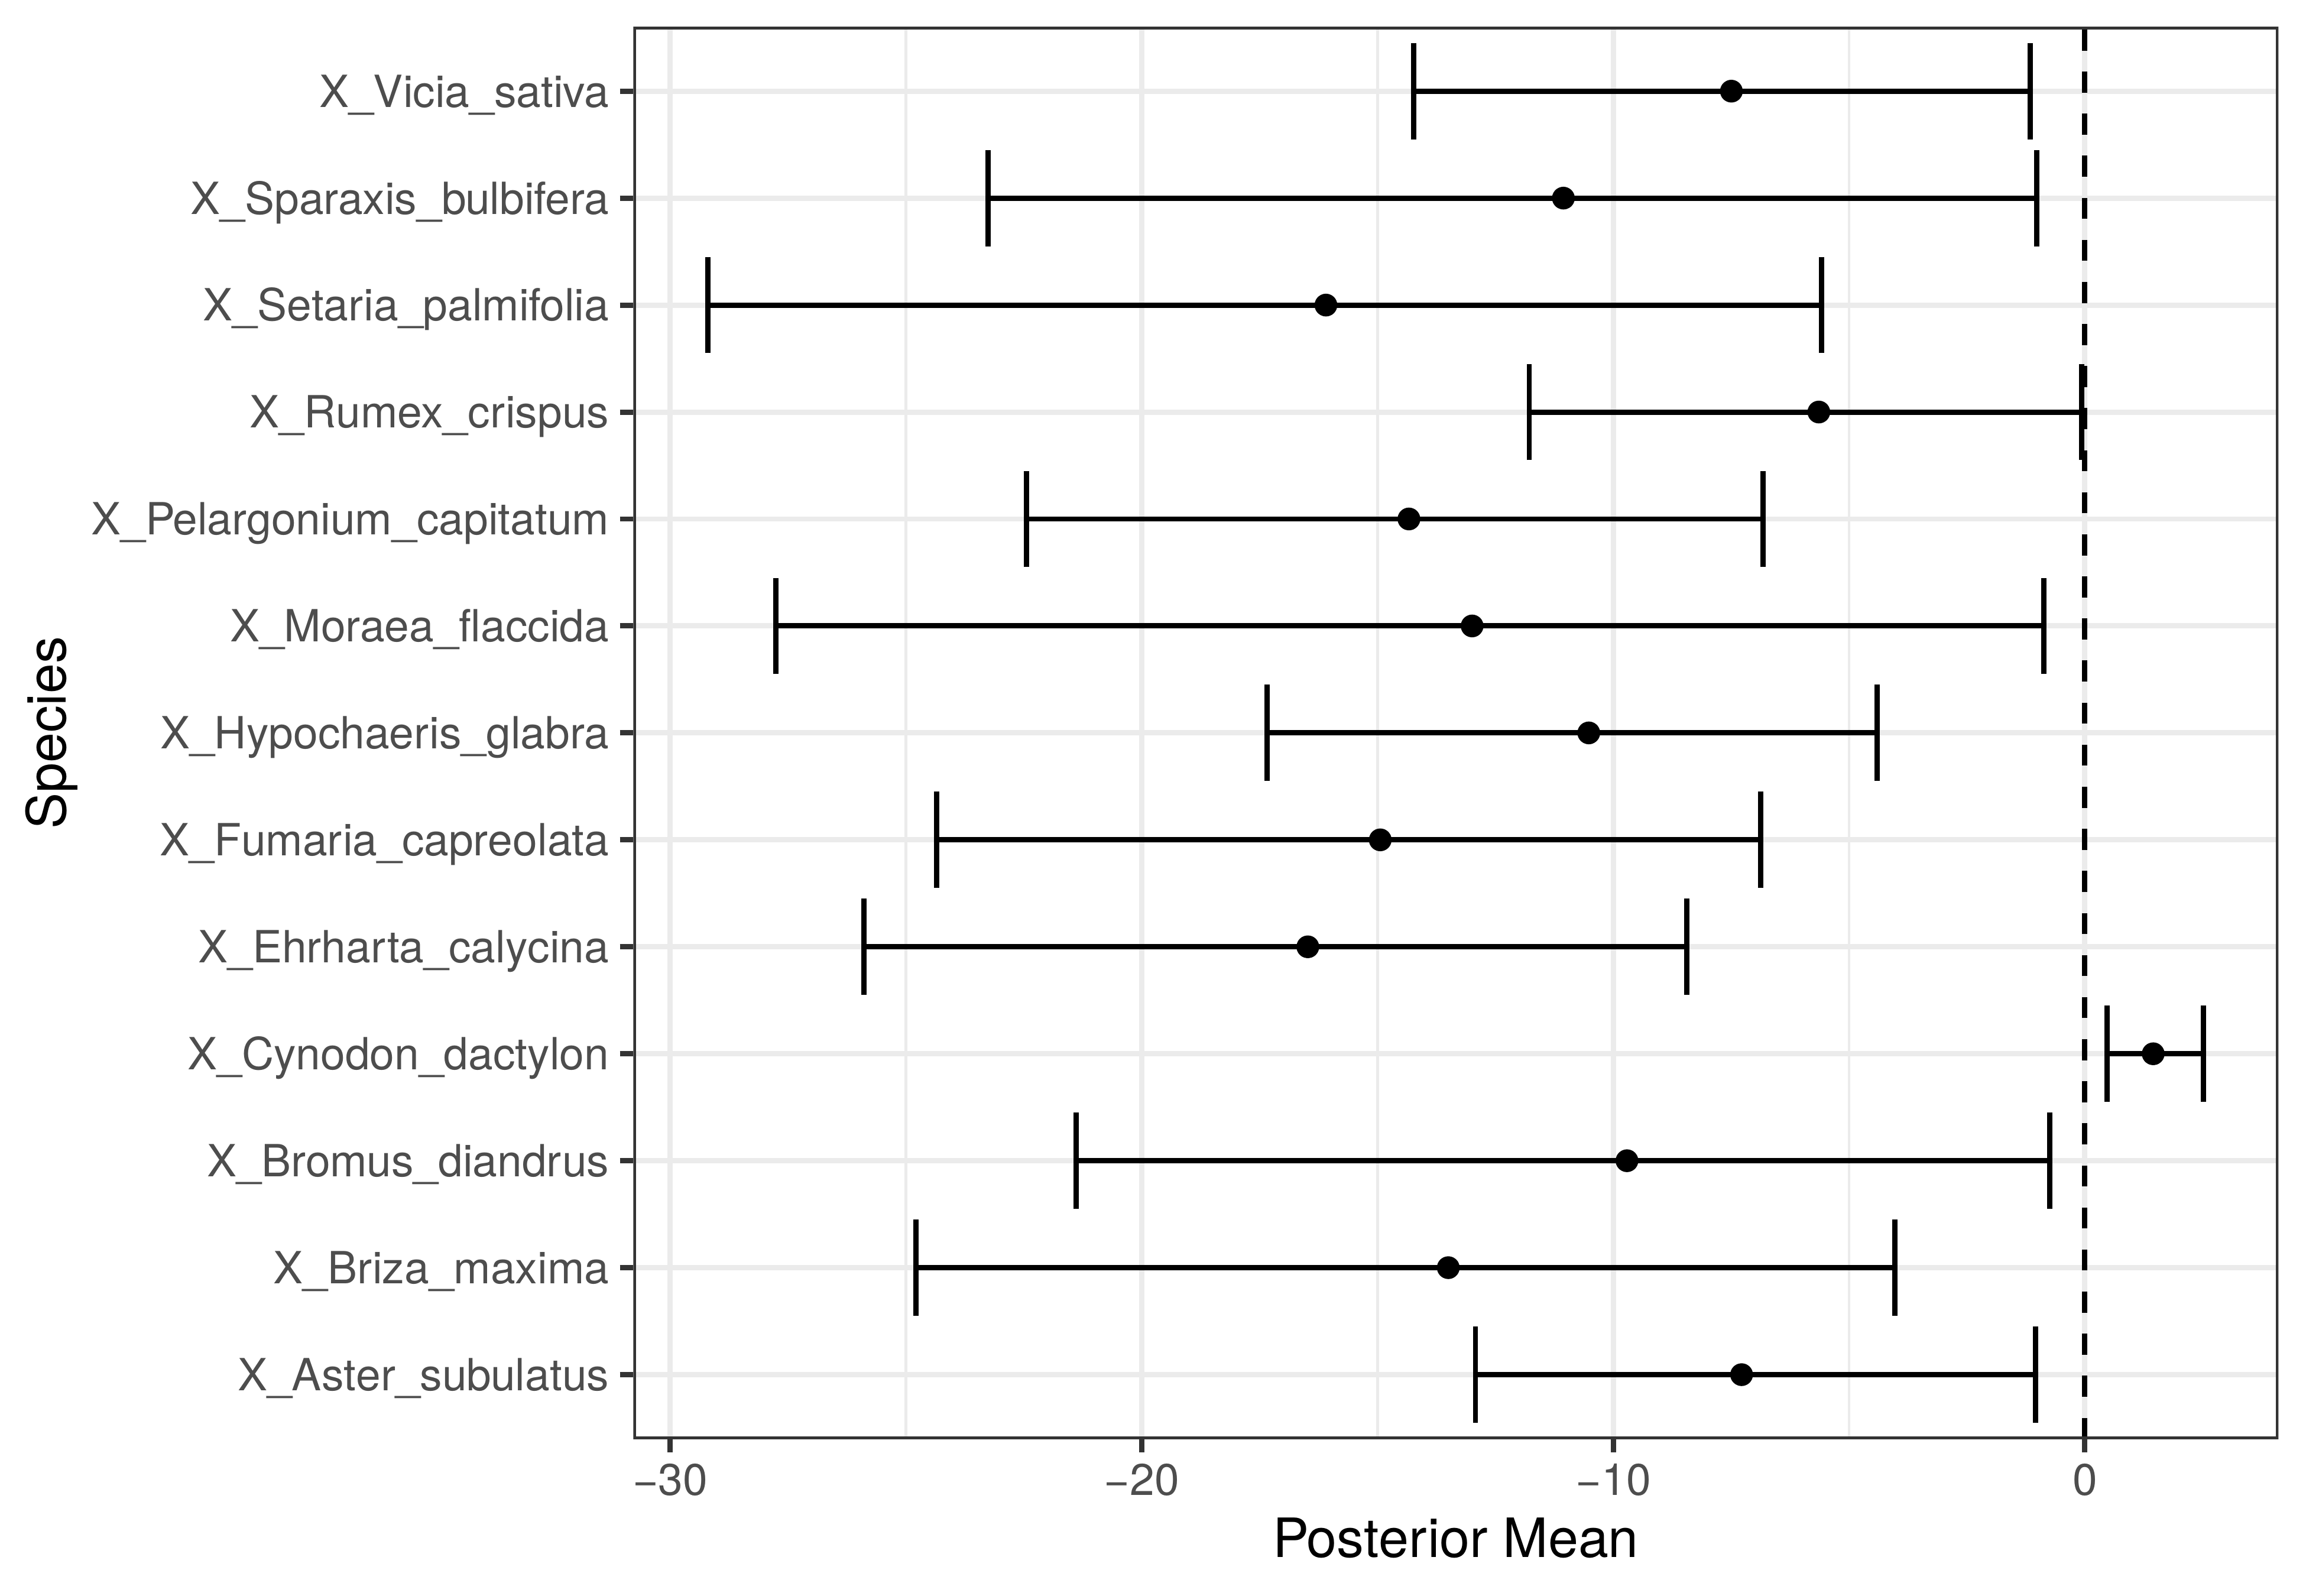 X_Vicia_sativa
X_Sparaxis_bulbifera
X_Setaria_palmifolia
X_Rumex_crispus
X_Pelargonium_capitatum
X_Moraea_flaccida
X_Hypochaeris_glabra
X_Fumaria_capreolata
X_Ehrharta_calycina
X_Cynodon_dactylon
X_Bromus_diandrus
X_Briza_maxima
X_Aster_subulatus
Species
−30 −20 −10 0
Posterior Mean